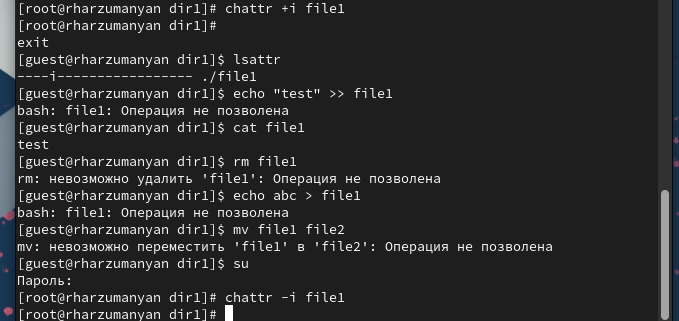 [root@rharzumanyan dir1]# chattr +i file1
[root@rharzumanyan dir1]#
exit
[guest@rharzumanyan dir1]$ lsattr
----i----------------- ./file1
[guest@rharzumanyan dir1]$ echo "test" >> file1
bash: file1: Операция не позволена
[guest@rharzumanyan dir1]$ cat file1
test
[guest@rharzumanyan dir1]$ rm file1
rm: невозможно удалить 'file1': Операция не позволена
[guest@rharzumanyan dir1]$ echo abc > file1
bash: file1: Операция не позволена
[guest@rharzumanyan dir1]$ mv file1 file2
mv: невозможно переместить 'file1' в 'file2': Операция не позволена
[guest@rharzumanyan dir1]$ su
Пароль:
[root@rharzumanyan dir1]# chattr -i file1
[root@rharzumanyan dir1]#